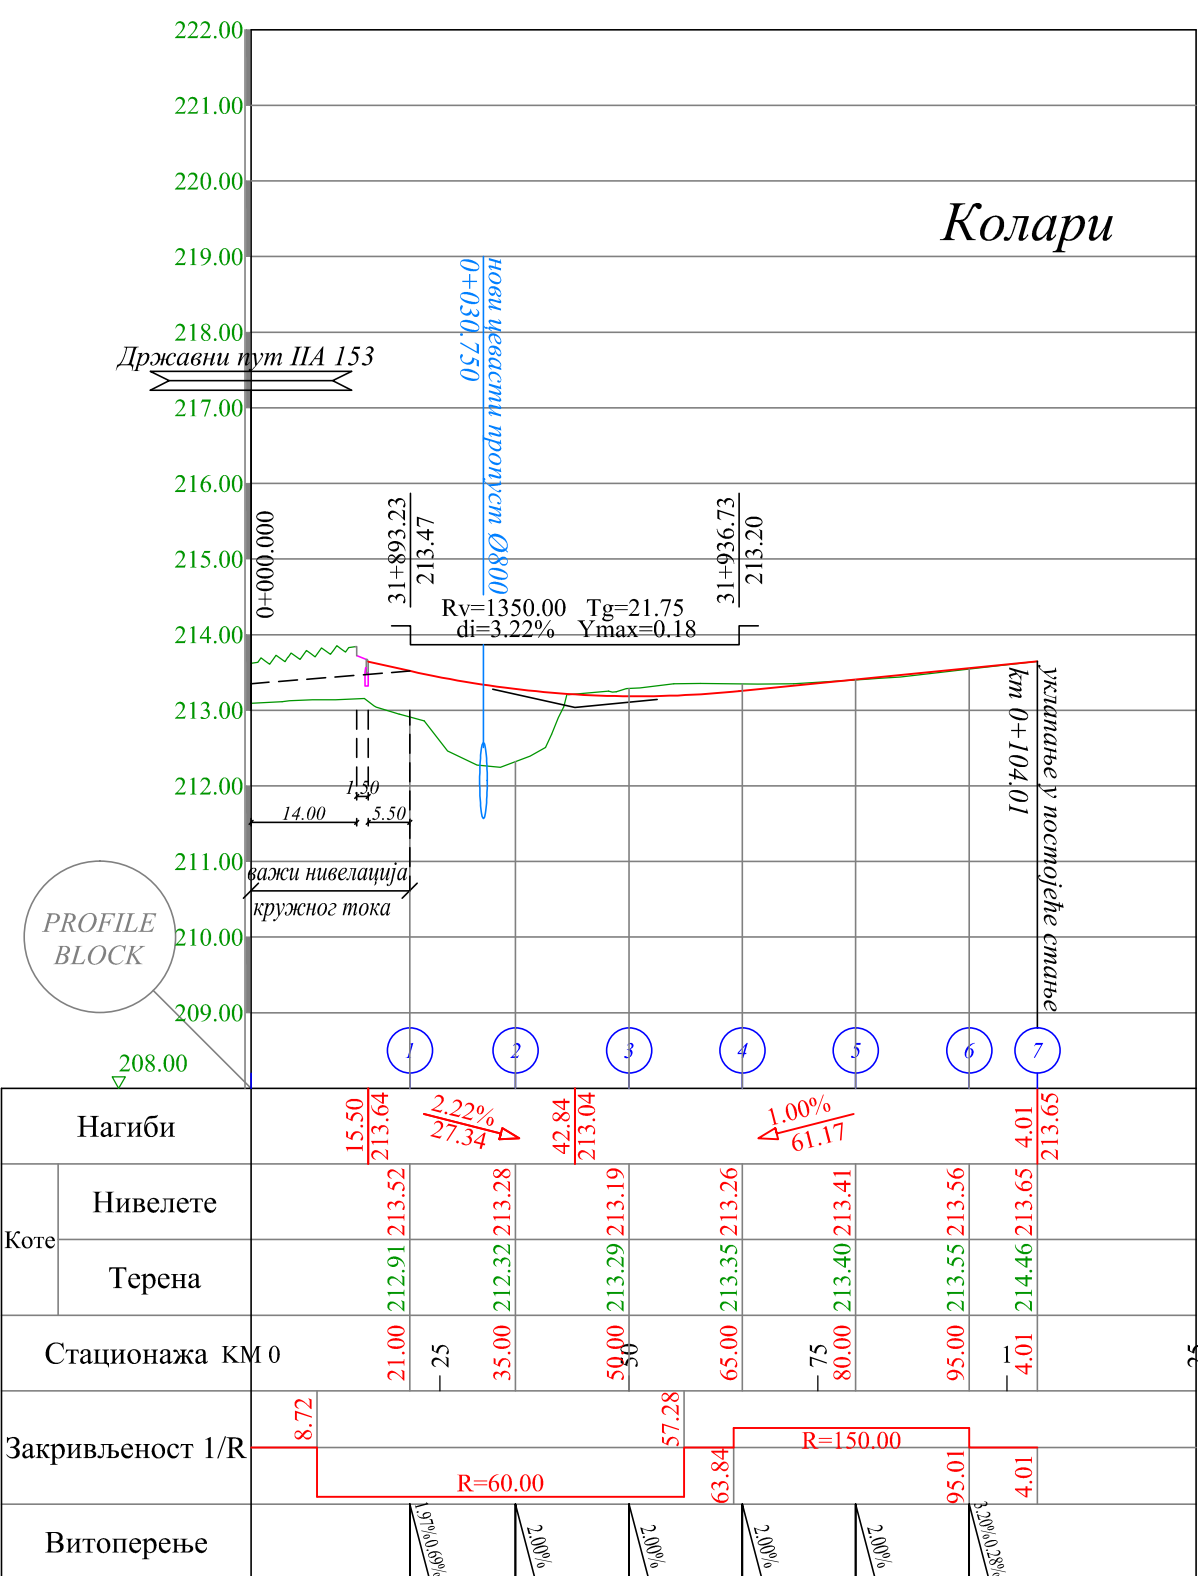 222.00
221.00
220.00
219.00
218.00
217.00
216.00
215.00
214.00
213.00
212.00
211.00
210.00
209.00
208.00
Колари
Државни пут IIA 153
0+000.000
31+893.23
213.47
0+030.750
нови цевасти пропуст Ø800
31+936.73
213.20
Rv=1350.00 Tg=21.75
di=3.22% Ymax=0.18
1.50
14.00
5.50
важи нивелација
кружног тока
km 0+104.01
уклапање у постојеће стање
PROFILE
BLOCK
1 2 3 4 5 6 7
Нагиби
15.50
213.64
2.22%
27.34
42.84
213.04
1.00%
61.17
4.01
213.65
Коте
Нивелете
213.52 213.28 213.19 213.26 213.41 213.56 213.65
Терена
212.91 212.32 213.29 213.35 213.40 213.55 214.46
Стационажа KM 0
21.00 25 35.00 50.00 50 65.00 75 80.00 95.00 1 4.01 25
Закривљеност 1/R
8.72
R=60.00
57.28
63.84
R=150.00
95.01
4.01
Витоперење
1.97% 0.69% 2.00% 2.00% 2.00% 2.00% 3.20% 0.28%